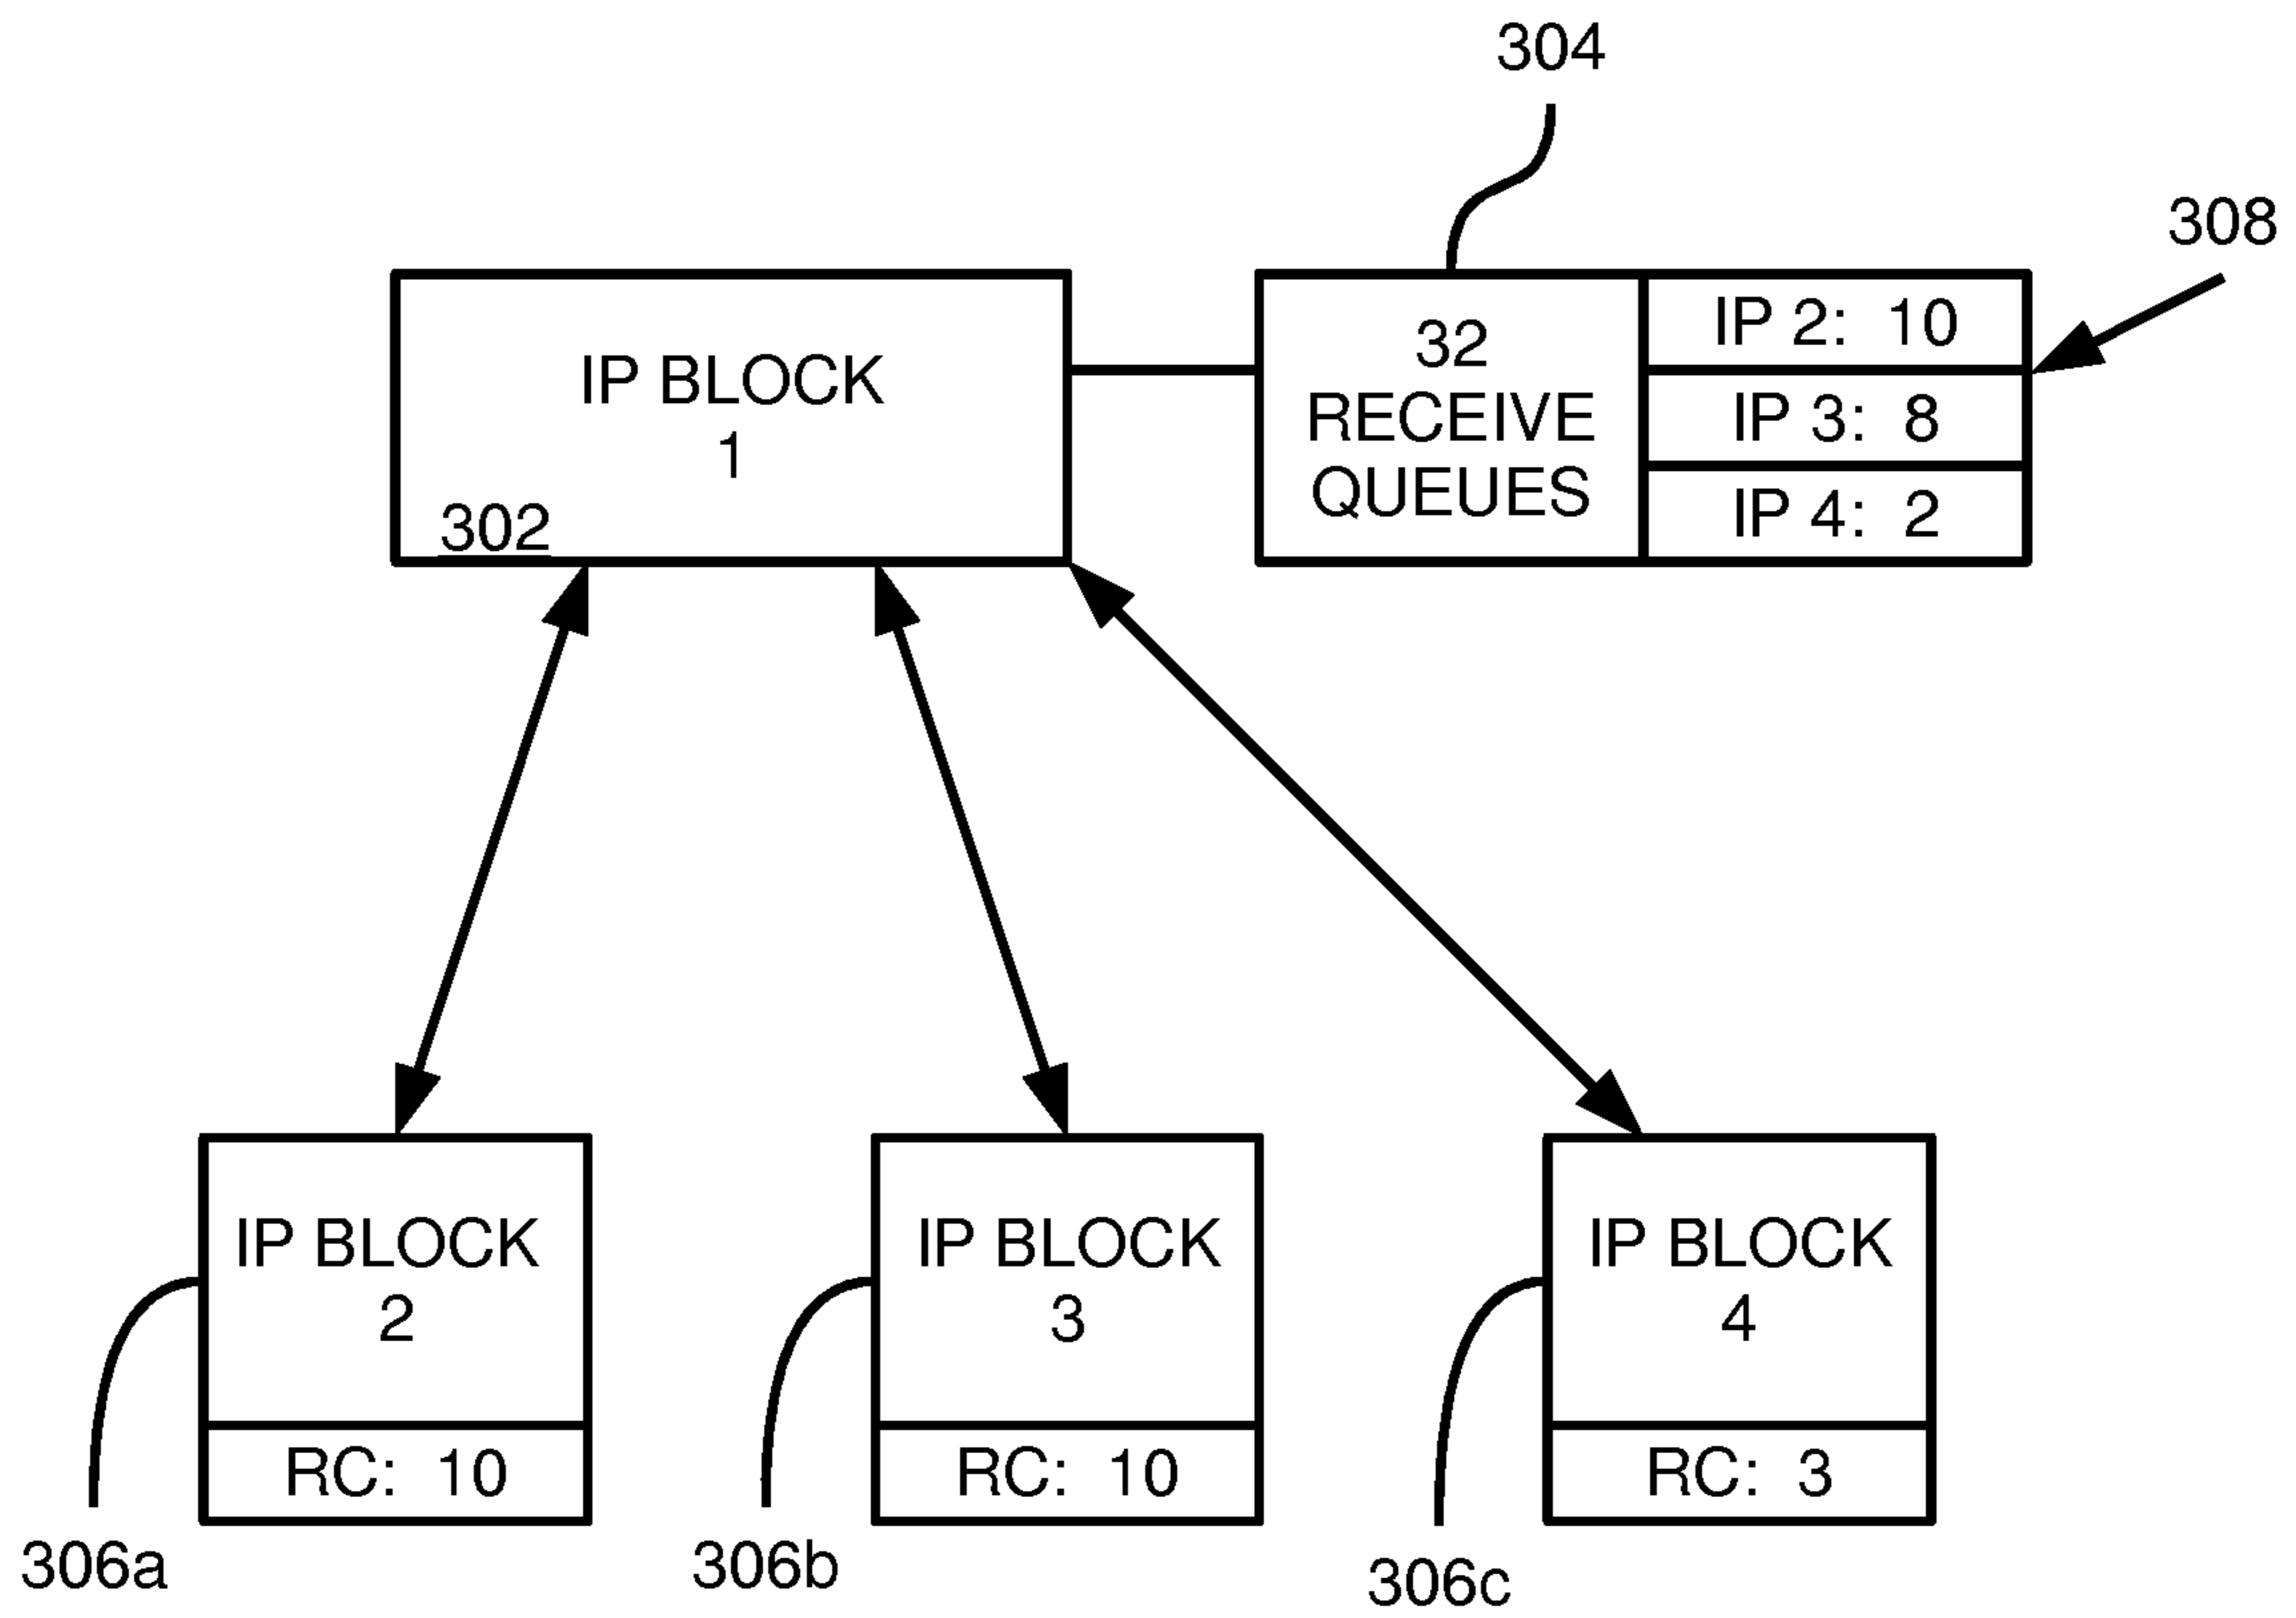 304
308
IP BLOCK
1
302
32
RECEIVE
QUEUES
IP 2: 10
IP 3: 8
IP 4: 2
IP BLOCK
2
RC: 10
306a
IP BLOCK
3
RC: 10
306b
IP BLOCK
4
RC: 3
306c